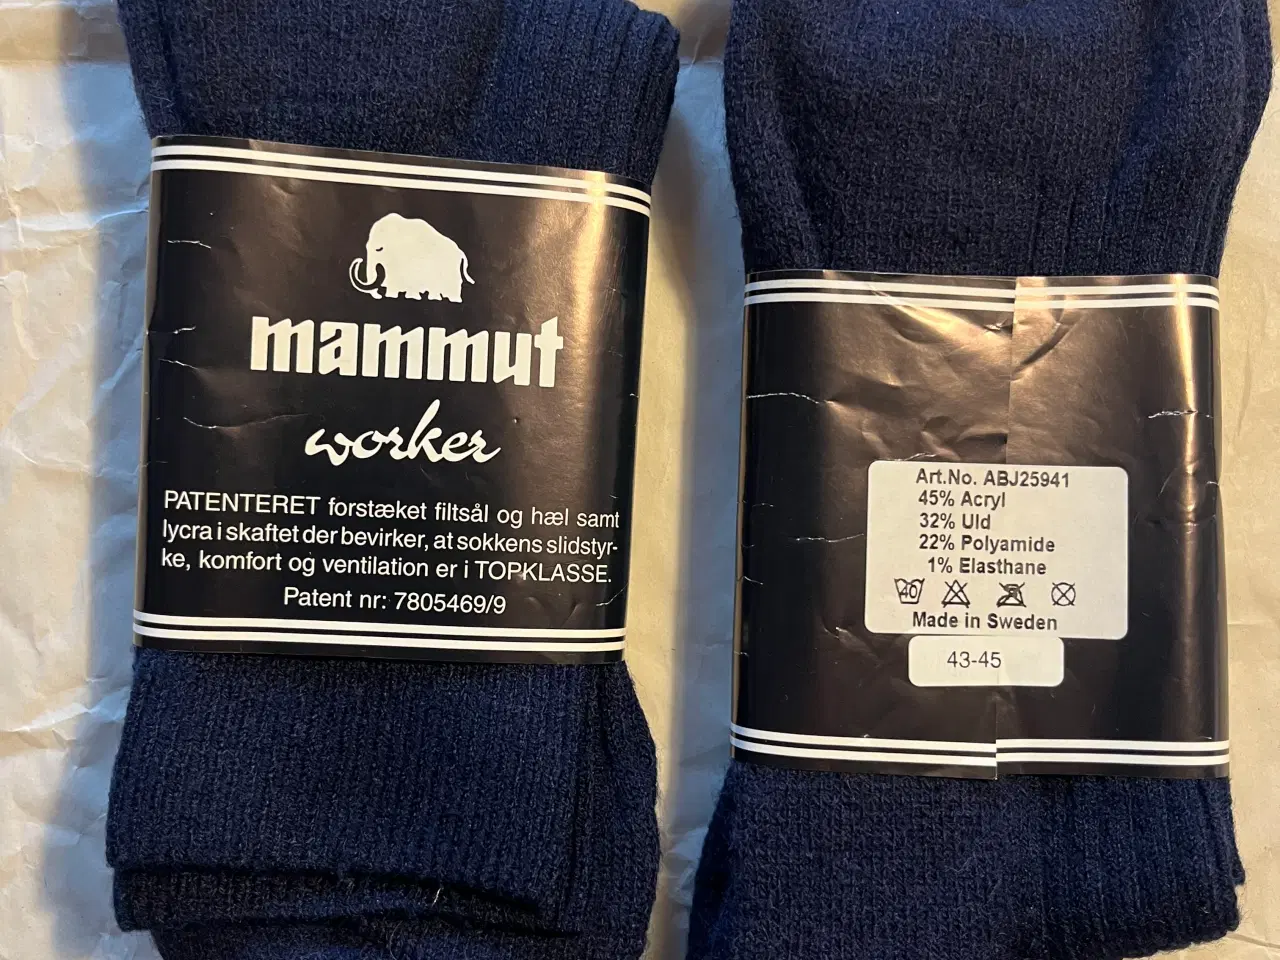 mammut
worker
PATENTERET forstæket filtsål og hæl samt
lycra i skaftet der bevirker, at sokkens slidstyr-
ke, komfort og ventilation er i TOPKLASSE.
Patent nr: 7805469/9
Art.No. ABJ25941
45% Acryl
32% Uld
22% Polyamide
1% Elasthane
40
Made in Sweden
43-45